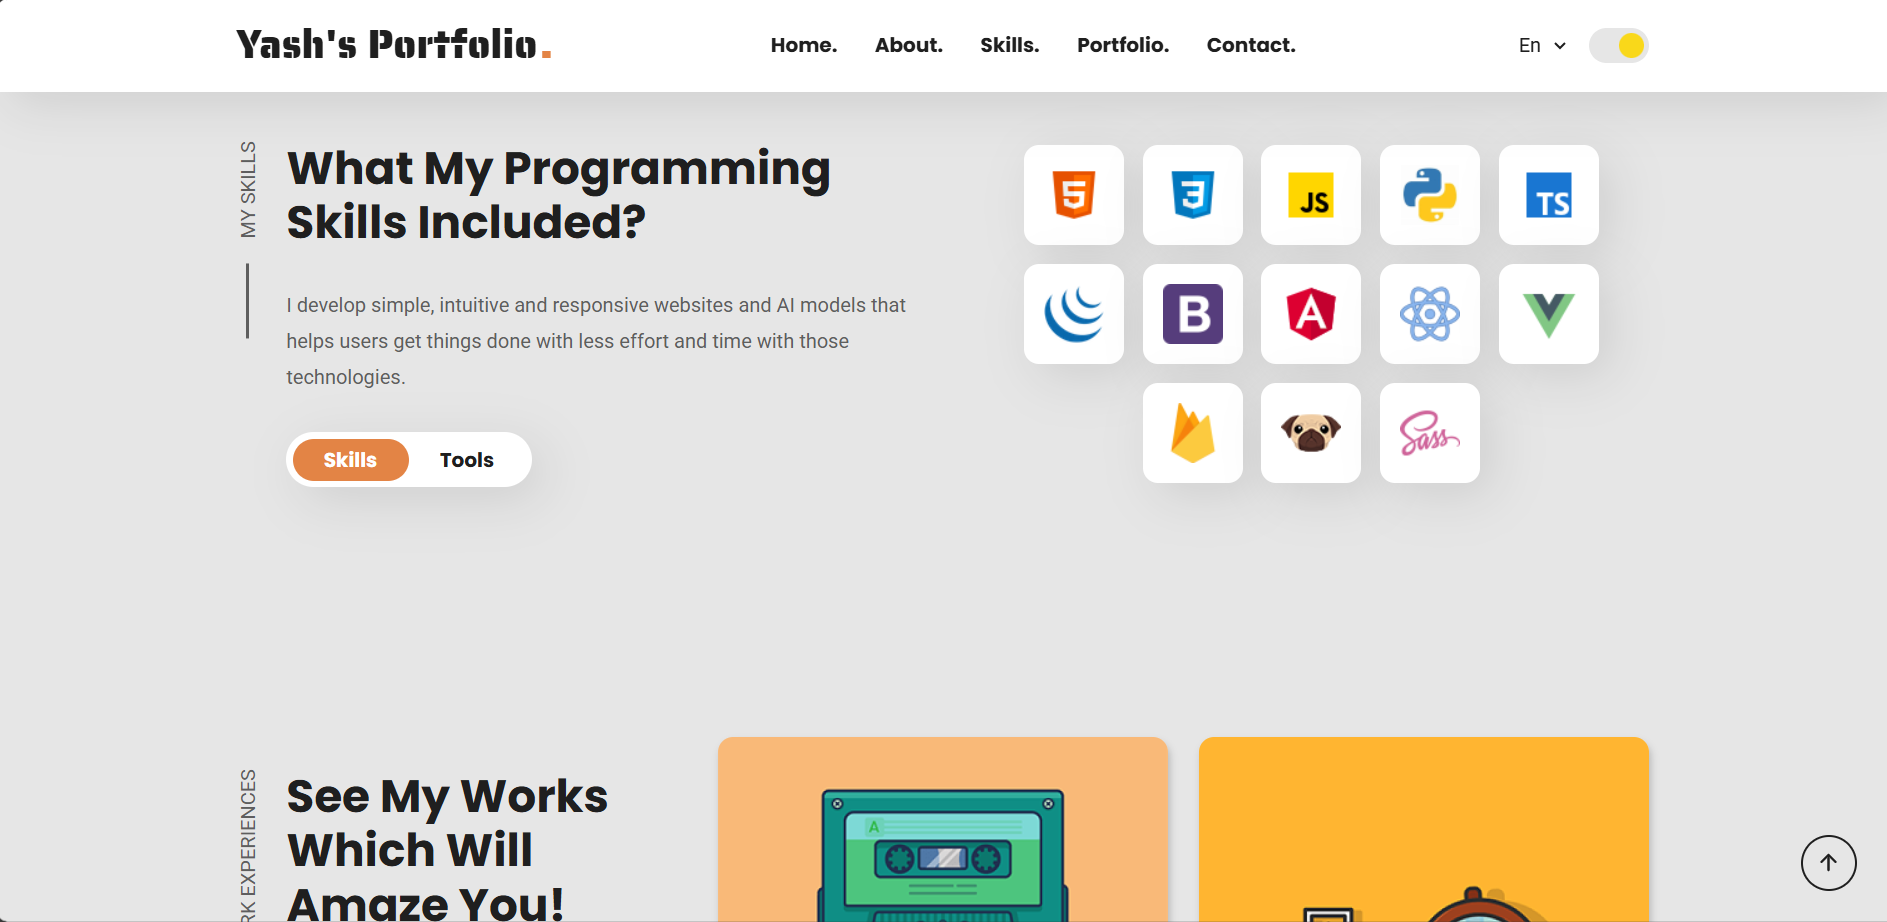 Yash's Portfolio.
Home. About. Skills. Portfolio. Contact.
En
MY SKILLS
What My Programming
Skills Included?
I develop simple, intuitive and responsive websites and AI models that
helps users get things done with less effort and time with those
technologies.
Skills Tools
5 3 JS TS
B A
Sass
RK EXPERIENCES
See My Works
Which Will
Amaze You!
A